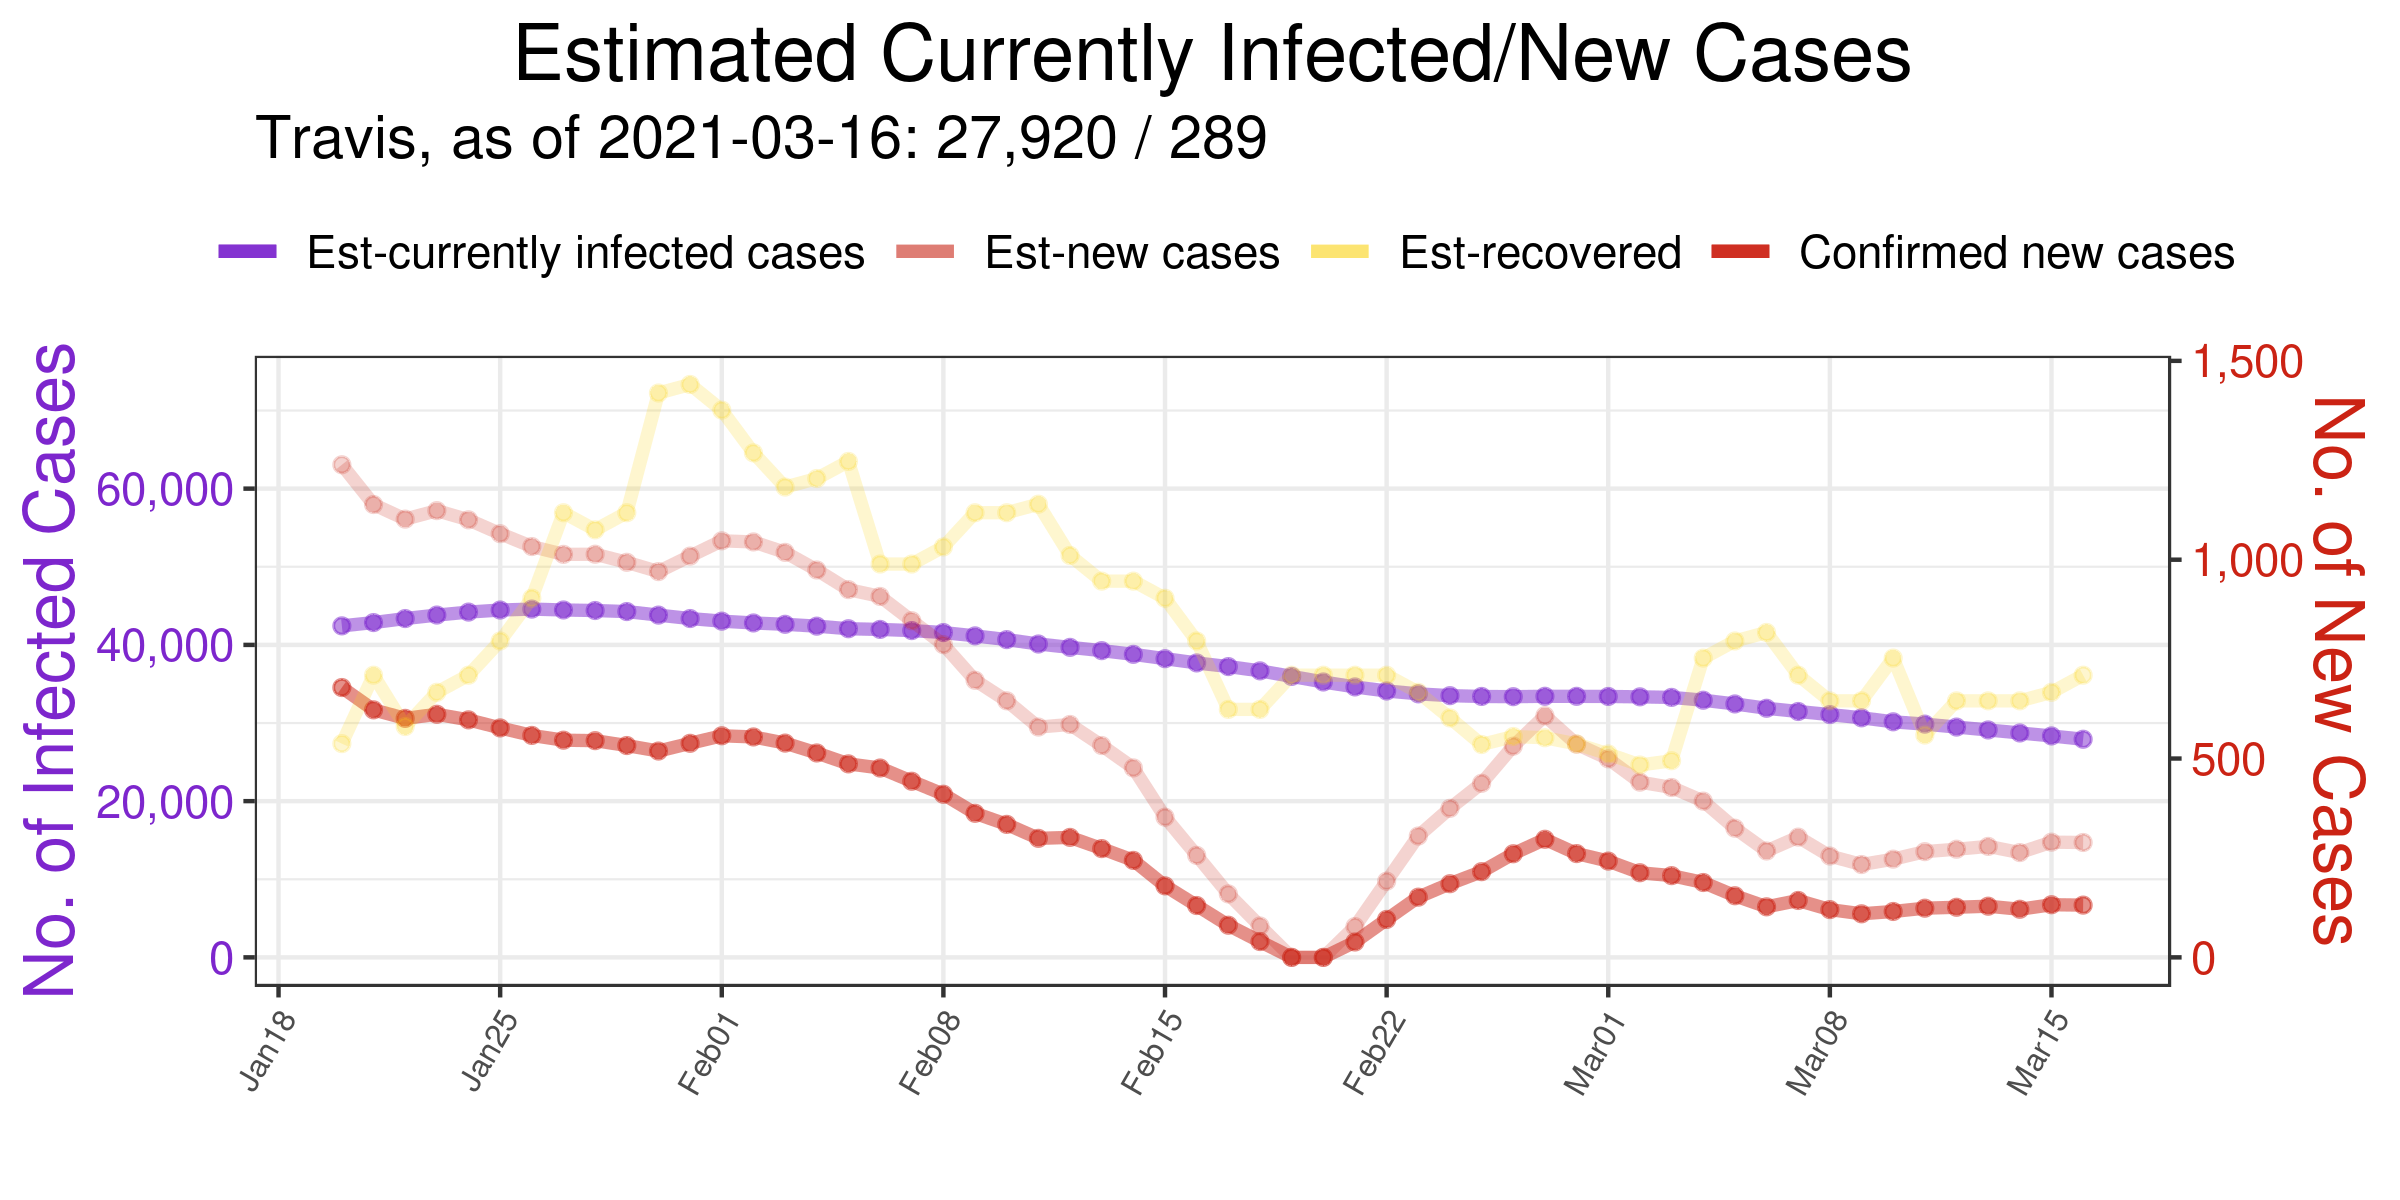 Estimated Currently Infected/New Cases
Travis, as of 2021-03-16: 27,920 / 289
Est-currently infected cases Est-new cases Est-recovered Confirmed new cases
No. of Infected Cases
60,000
40,000
20,000
0
1,500
1,000
500
0
No. of New Cases
Jan18 Jan25 Feb01 Feb08 Feb15 Feb22 Mar01 Mar08 Mar15